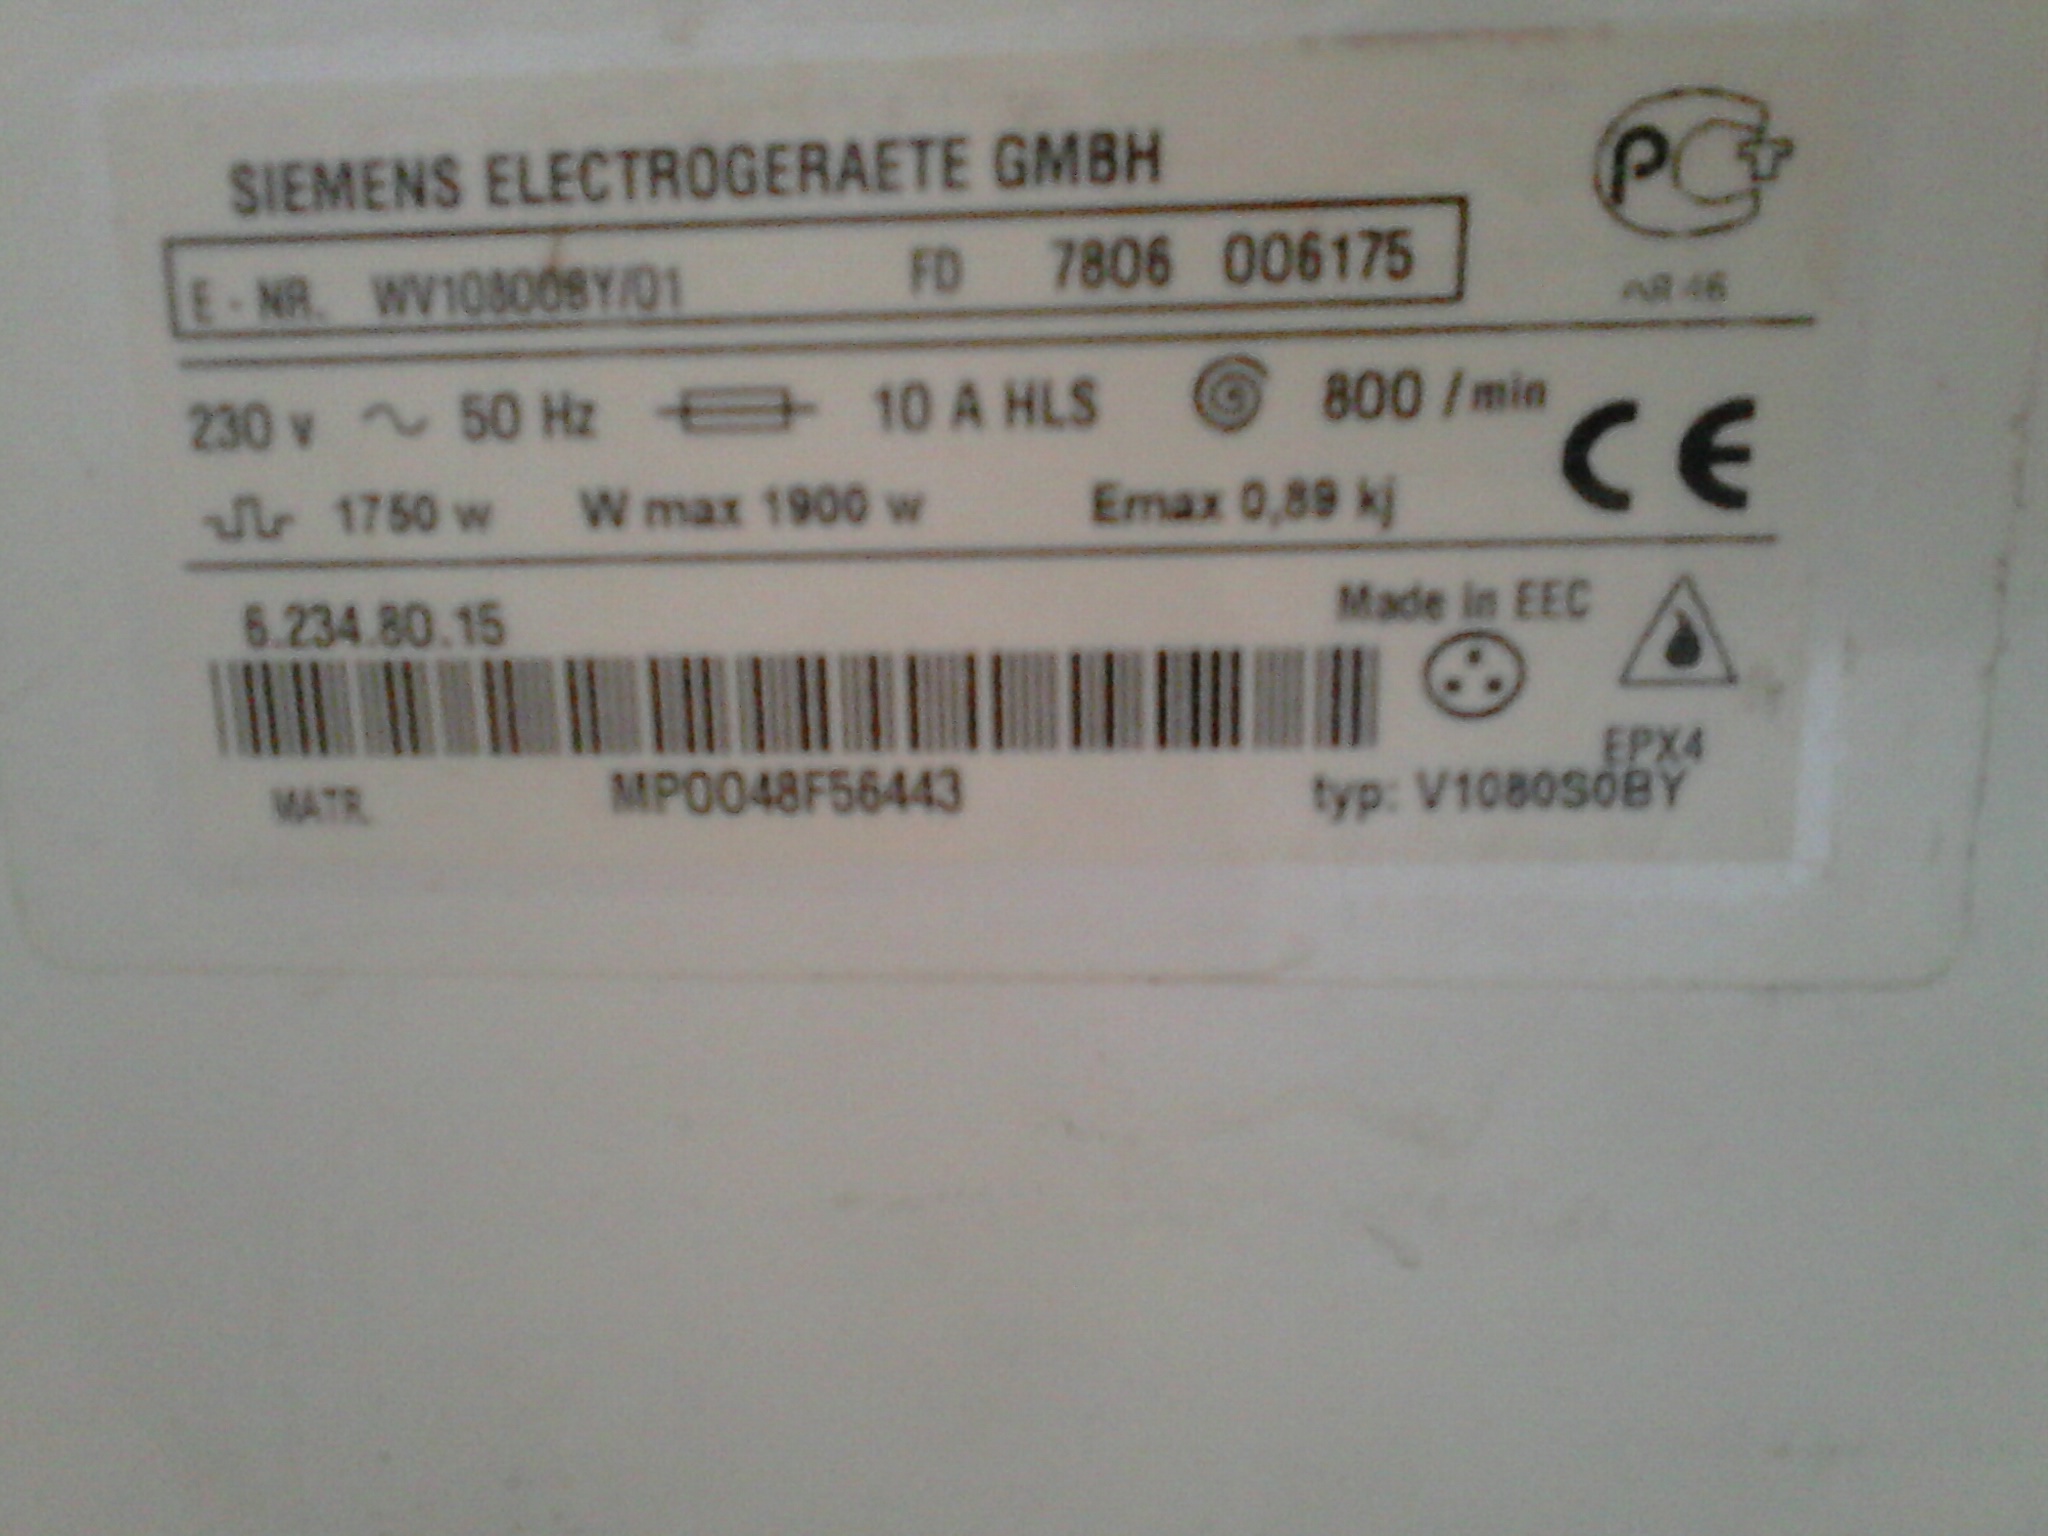 SIEMENS ELECTROGERAETE GMBH
E - NR. WV10800BY/01 FD 7806 006175
230 v ~ 50 Hz 10 A HLS 800 /min
1750 w W max 1900 w Emax 0,89 kj
CE
6.234.80.15 Made in EEC
EPX4
MATR. MP0048F56443 typ: V1080S0BY